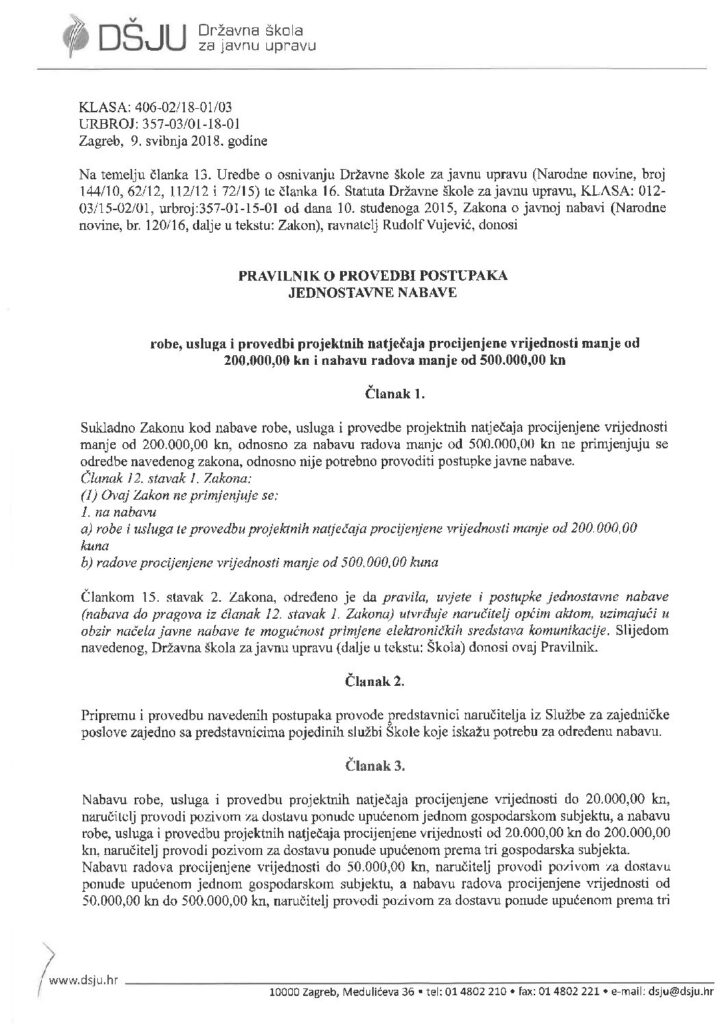 DŠJU Državna škola
za javnu upravu
KLASA: 406-02/18-01/03
URBROJ: 357-03/01-18-01
Zagreb, 9. svibnja 2018. godine
Na temelju članka 13. Uredbe o osnivanju Državne škole za javnu upravu (Narodne novine, broj
144/10, 62/12, 112/12 i 72/15) te članka 16. Statuta Državne škole za javnu upravu, KLASA: 012-
03/15-02/01, urbroj:357-01-15-01 od dana 10. studenoga 2015, Zakona o javnoj nabavi (Narodne
novine, br. 120/16, dalje u tekstu: Zakon), ravnatelj Rudolf Vujević, donosi
PRAVILNIK O PROVEDBI POSTUPAKA
JEDNOSTAVNE NABAVE
robe, usluga i provedbi projektnih natječaja procijenjene vrijednosti manje od
200.000,00 kn i nabavu radova manje od 500.000,00 kn
Članak 1.
Sukladno Zakonu kod nabave robe, usluga i provedbe projektnih natječaja procijenjene vrijednosti
manje od 200.000,00 kn, odnosno za nabavu radova manje od 500.000,00 kn ne primjenjuju se
odredbe navedenog zakona, odnosno nije potrebno provoditi postupke javne nabave.
Članak 12. stavak 1. Zakona:
(1) Ovaj Zakon ne primjenjuje se:
1. na nabavu
a) robe i usluga te provedbu projektnih natječaja procijenjene vrijednosti manje od 200.000,00
kuna
b) radove procijenjene vrijednosti manje od 500.000,00 kuna
Člankom 15. stavak 2. Zakona, određeno je da pravila, uvjete i postupke jednostavne nabave
(nabava do pragova iz članak 12. stavak 1. Zakona) utvrđuje naručitelj općim aktom, uzimajući u
obzir načela javne nabave te mogućnost primjene elektroničkih sredstava komunikacije. Slijedom
navedenog, Državna škola za javnu upravu (dalje u tekstu: Škola) donosi ovaj Pravilnik.
Članak 2.
Pripremu i provedbu navedenih postupaka provode predstavnici naručitelja iz Službe za zajedničke
poslove zajedno sa predstavnicima pojedinih službi Škole koje iskažu potrebu za određenu nabavu.
Članak 3.
Nabavu robe, usluga i provedbu projektnih natječaja procijenjene vrijednosti do 20.000,00 kn,
naručitelj provodi pozivom za dostavu ponude upućenom jednom gospodarskom subjektu, a nabavu
robe, usluga i provedbu projektnih natječaja procijenjene vrijednosti od 20.000,00 kn do 200.000,00
kn, naručitelj provodi pozivom za dostavu ponude upućenom prema tri gospodarska subjekta.
Nabavu radova procijenjene vrijednosti do 50.000,00 kn, naručitelj provodi pozivom za dostavu
ponude upućenom jednom gospodarskom subjektu, a nabavu radova procijenjene vrijednosti od
50.000,00 kn do 500.000,00 kn, naručitelj provodi pozivom za dostavu ponude upućenom prema tri
www.dsju.hr
10000 Zagreb, Medulićeva 36 • tel: 01 4802 210 • fax: 01 4802 221 • e-mail: dsju@dsju.hr